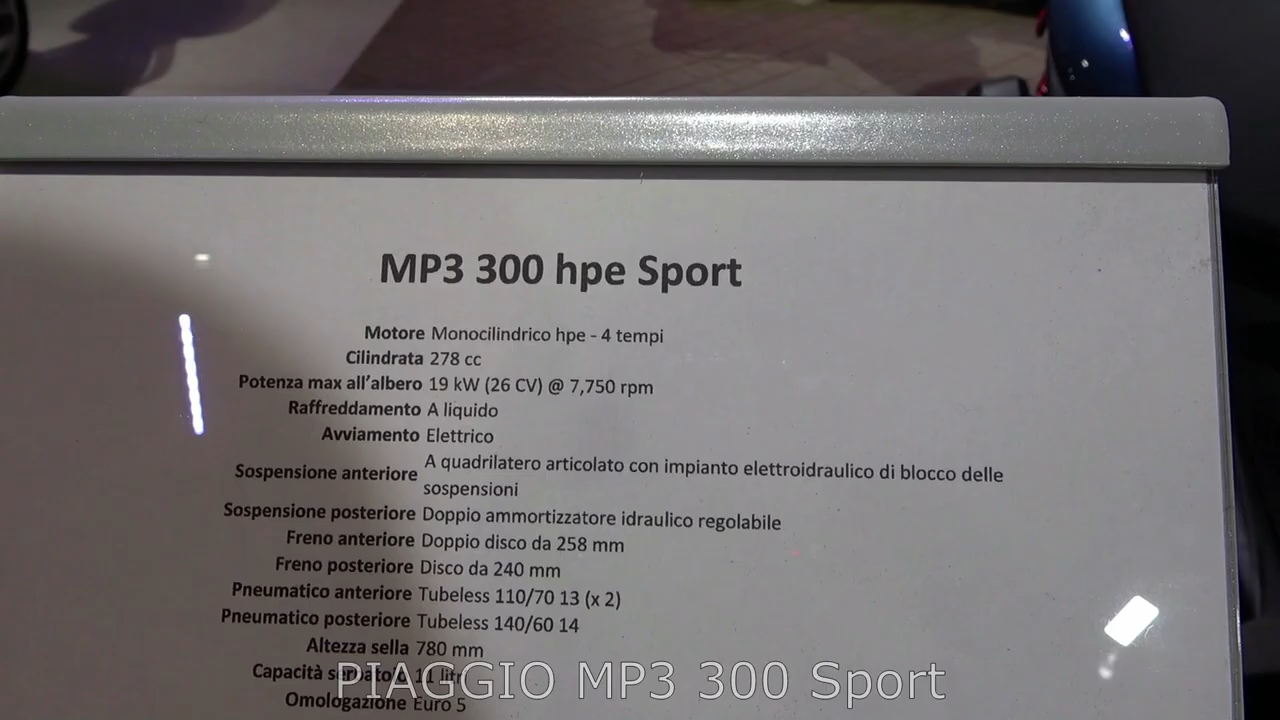 MP3 300 hpe Sport
Motore Monocilindrico hpe - 4 tempi
Cilindrata 278 cc
Potenza max all'albero 19 kW (26 CV) @ 7,750 rpm
Raffreddamento A liquido
Avviamento Elettrico
Sospensione anteriore A quadrilatero articolato con impianto elettroidraulico di blocco delle
sospensioni
Sospensione posteriore Doppio ammortizzatore idraulico regolabile
Freno anteriore Doppio disco da 258 mm
Freno posteriore Disco da 240 mm
Pneumatico anteriore Tubeless 110/70 13 (x 2)
Pneumatico posteriore Tubeless 140/60 14
Altezza sella 780 mm
Capacità serbatoio 11 litri
PIAGGIO MP3 300 Sport
Omologazione Euro 5